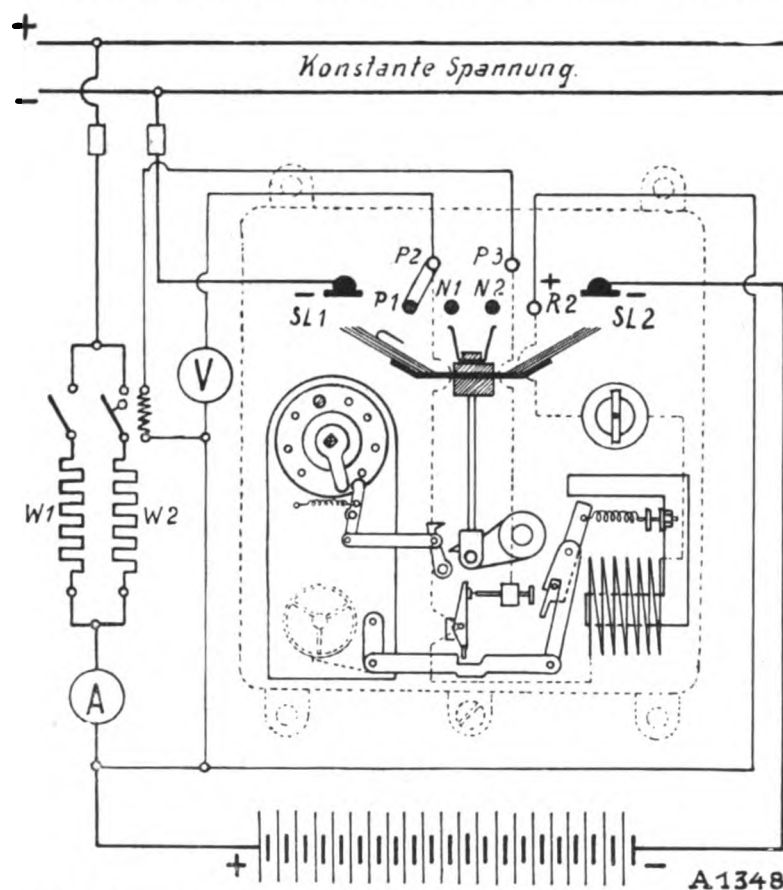 +
Konstante Spannung.
-
P2
P3
+
P1
N1
N2
R2
- SL1
SL2 -
V
W1
W2
A
+
-
A1348